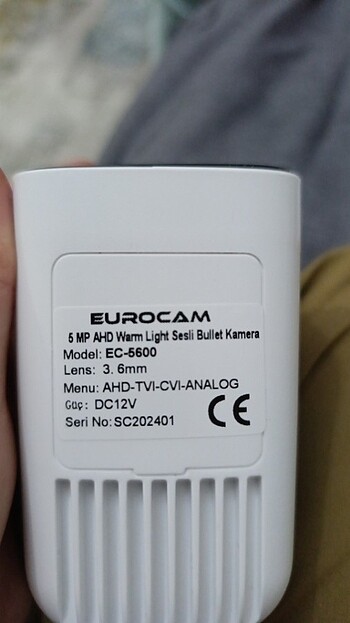 EUROCAM
5 MP AHD Warm Light Sesli Bullet Kamera
Model: EC-5600
Lens: 3. 6mm
Menu: AHD-TVI-CVI-ANALOG
Güç: DC12V
Seri No: SC202401
CE